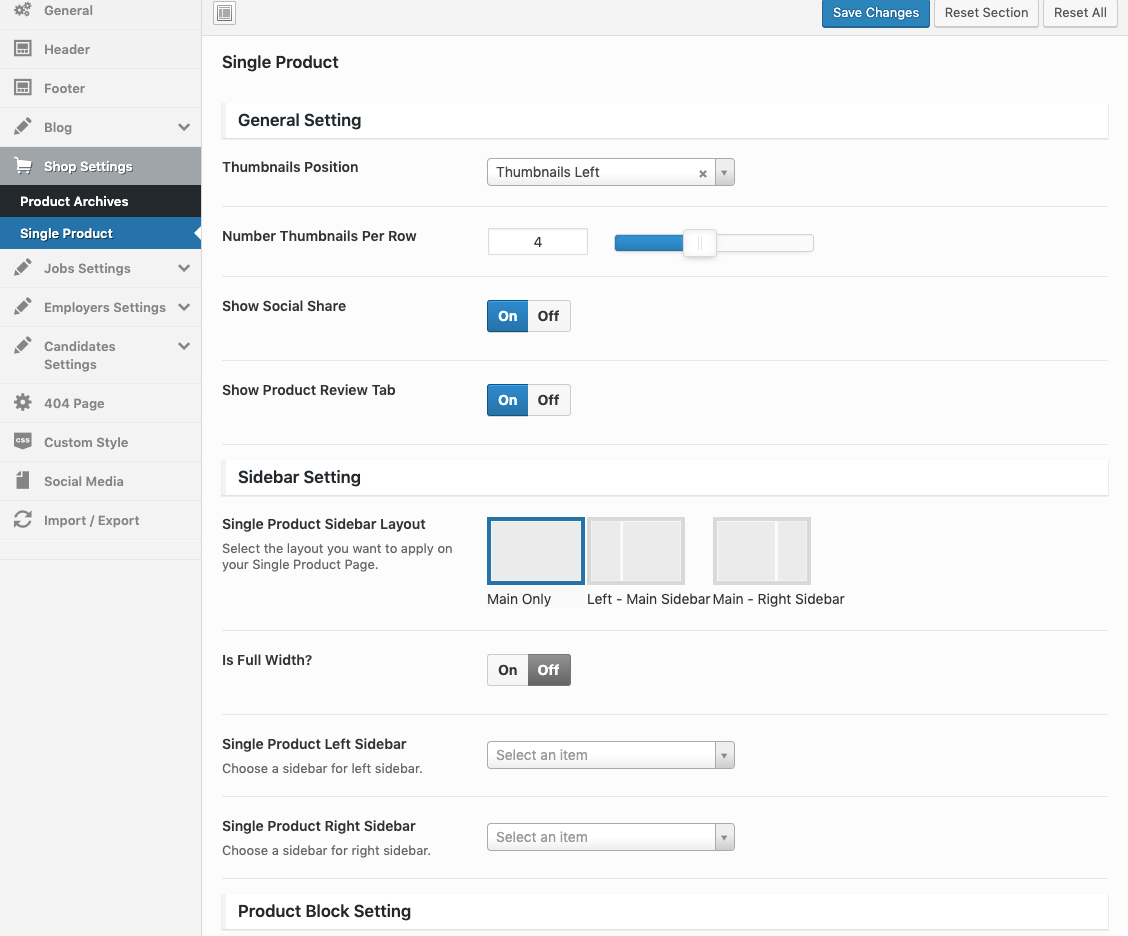 General
Header
Footer
Blog
Shop Settings
Product Archives
Single Product
Jobs Settings
Employers Settings
Candidates
Settings
404 Page
css
Custom Style
Social Media
Import / Export
Save Changes
Reset Section
Reset All
Single Product
General Setting
Thumbnails Position
Thumbnails Left
Number Thumbnails Per Row
4
Show Social Share
On Off
Show Product Review Tab
On Off
Sidebar Setting
Single Product Sidebar Layout
Select the layout you want to apply on
your Single Product Page.
Main Only
Left - Main Sidebar
Main - Right Sidebar
Is Full Width?
On Off
Single Product Left Sidebar
Choose a sidebar for left sidebar.
Select an item
Single Product Right Sidebar
Choose a sidebar for right sidebar.
Select an item
Product Block Setting